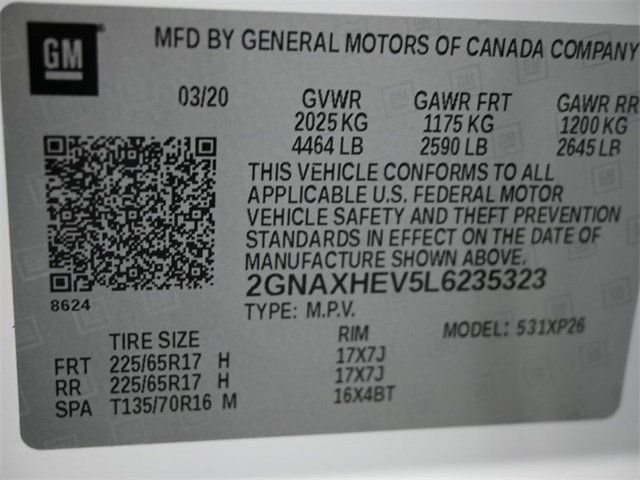 GM
MFD BY GENERAL MOTORS OF CANADA COMPANY
03/20 GVWR GAWR FRT GAWR RR
2025 KG 1175 KG 1200 KG
4464 LB 2590 LB 2645 LB
THIS VEHICLE CONFORMS TO ALL
APPLICABLE U.S. FEDERAL MOTOR
VEHICLE SAFETY AND THEFT PREVENTION
STANDARDS IN EFFECT ON THE DATE OF
MANUFACTURE SHOWN ABOVE.
2GNAXHEV5L6235323
8624
TYPE: M.P.V. MODEL: 531XP26
TIRE SIZE RIM
FRT 225/65R17 H 17X7J
RR 225/65R17 H 17X7J
SPA T135/70R16 M 16X4BT